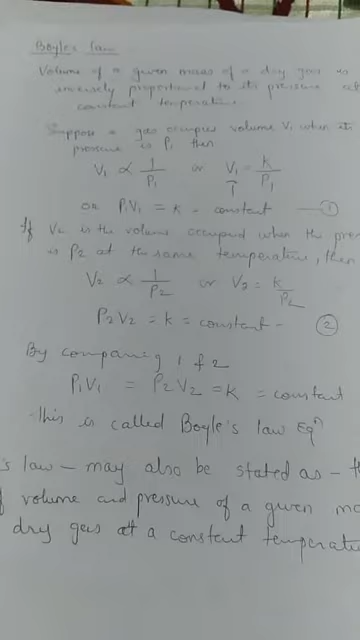 Boyle's law
Volume of a given mass of a dry gas is
inversely proportional to its pressure at
constant temperature
Suppose a gas occupies volume V₁ when its
pressure is P₁ then
V₁ ∝ 1/P₁ or V₁ = k/P₁
or P₁V₁ = k = constant —①
If V₂ is the volume occupied when the pre
is P₂ at the same temperature, then
V₂ ∝ 1/P₂ or V₂ = k/P₂
P₂V₂ = k = constant - ②
By comparing 1 & 2
P₁V₁ = P₂V₂ = k = constant
This is called Boyle's law Eqⁿ
's law – may also be stated as – th
f volume and pressure of a given ma
dry gas at a constant temperatu